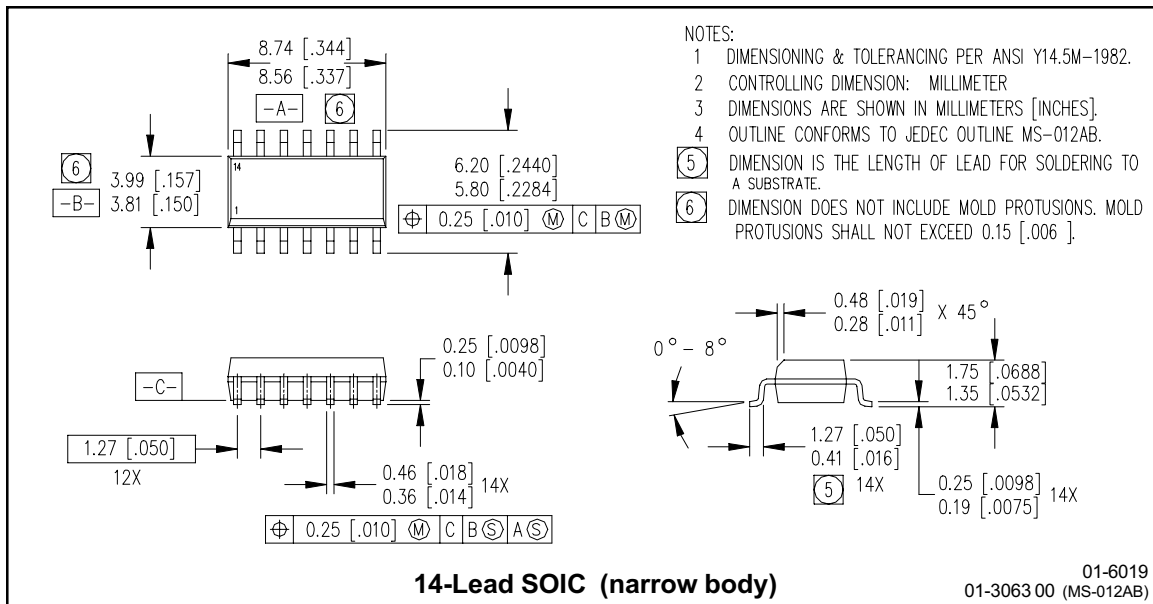 8.74 [.344]
8.56 [.337]
-A- 6
14
1
6
-B-
3.99 [.157]
3.81 [.150]
6.20 [.2440]
5.80 [.2284]
⌖ 0.25 [.010] Ⓜ C B Ⓜ
NOTES:
1 DIMENSIONING & TOLERANCING PER ANSI Y14.5M-1982.
2 CONTROLLING DIMENSION: MILLIMETER
3 DIMENSIONS ARE SHOWN IN MILLIMETERS [INCHES].
4 OUTLINE CONFORMS TO JEDEC OUTLINE MS-012AB.
5 DIMENSION IS THE LENGTH OF LEAD FOR SOLDERING TO
A SUBSTRATE.
6 DIMENSION DOES NOT INCLUDE MOLD PROTUSIONS. MOLD
PROTUSIONS SHALL NOT EXCEED 0.15 [.006 ].
-C-
0.25 [.0098]
0.10 [.0040]
1.27 [.050]
12X
0.46 [.018]
0.36 [.014] 14X
⌖ 0.25 [.010] Ⓜ C B Ⓢ A Ⓢ
0.48 [.019]
0.28 [.011] X 45°
0°- 8°
1.75 [.0688]
1.35 [.0532]
1.27 [.050]
0.41 [.016]
5 14X
0.25 [.0098]
0.19 [.0075] 14X
14-Lead SOIC (narrow body)
01-6019
01-3063 00 (MS-012AB)